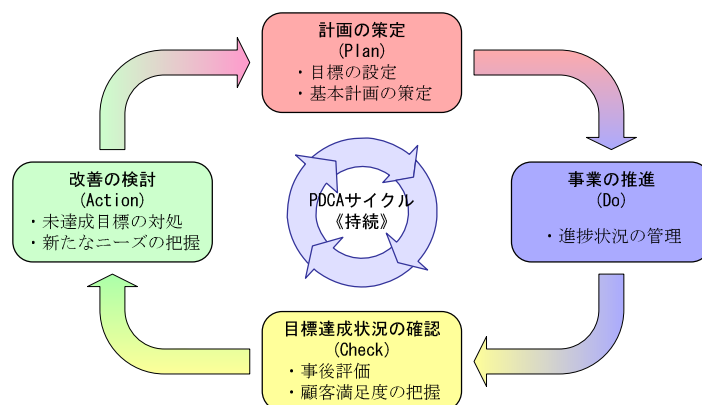 計画の策定
(Plan)
・目標の設定
・基本計画の策定
改善の検討
(Action)
・未達成目標の対処
・新たなニーズの把握
PDCAサイクル
《持続》
事業の推進
(Do)
・進捗状況の管理
目標達成状況の確認
(Check)
・事後評価
・顧客満足度の把握